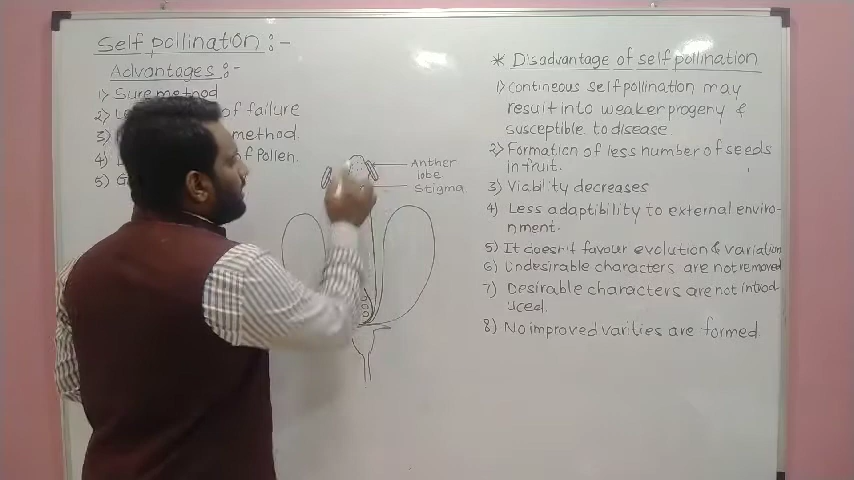 Self pollinaton :-
Advantages :-
1) Sure method
2) of failure
3) method
4) of Pollen.
5)
Anther
lobe
Stigma
* Disadvantage of self pollination
1) conteneous self pollination may
result into weaker progeny &
susceptible to disease
2) Formation of less number of seeds
in fruit.
3) Viability decreases
4) Less adaptibility to external enviro-
nment.
5) It doesn't favour evolution & variation
6) Undesirable characters are not removed
7) Desirable characters are not introd
uced.
8) No improved varities are formed